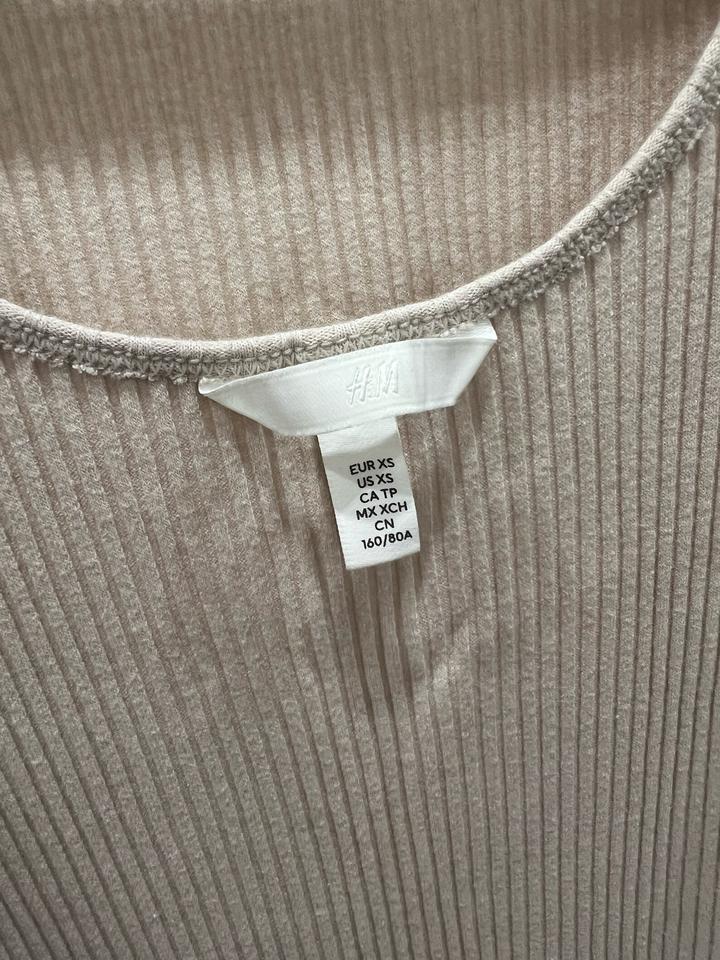 H&M
EUR XS
US XS
CA TP
MX XCH
CN
160/80A